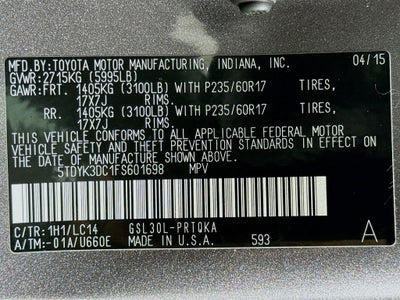 MFD.BY:TOYOTA MOTOR MANUFACTURING, INDIANA, INC. 04/15
GVWR:2715KG (5995LB)
GAWR:FRT. 1405KG (3100LB) WITH P235/60R17 TIRES,
17X7J RIMS.
RR. 1405KG (3100LB) WITH P235/60R17 TIRES,
17X7J RIMS.
THIS VEHICLE CONFORMS TO ALL APPLICABLE FEDERAL MOTOR
VEHICLE SAFETY AND THEFT PREVENTION STANDARDS IN EFFECT
ON THE DATE OF MANUFACTURE SHOWN ABOVE.
5TDYK3DC1FS601698 MPV
C/TR:1H1/LC14 GSL30L-PRTQKA A
A/TM:-01A/U660E MADE IN U.S.A. 593